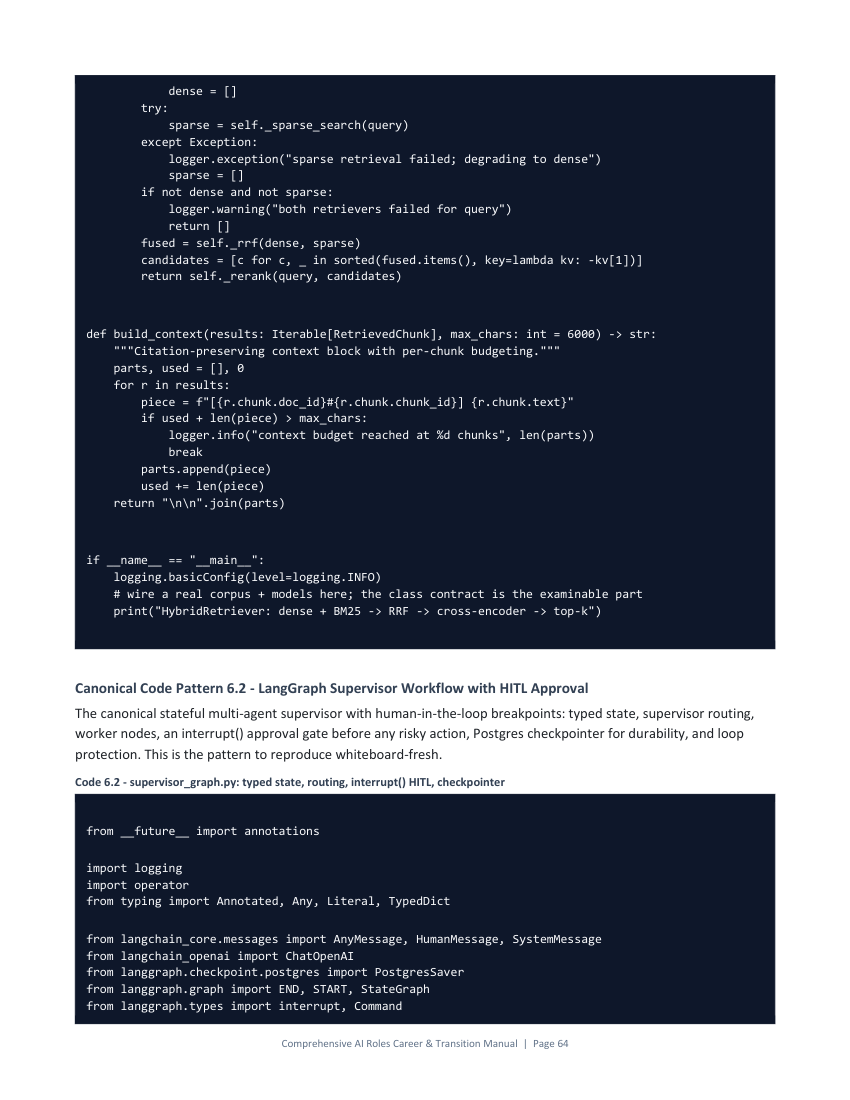 dense = []
        try:
            sparse = self._sparse_search(query)
        except Exception:
            logger.exception("sparse retrieval failed; degrading to dense")
            sparse = []
        if not dense and not sparse:
            logger.warning("both retrievers failed for query")
            return []
        fused = self._rrf(dense, sparse)
        candidates = [c for c, _ in sorted(fused.items(), key=lambda kv: -kv[1])]
        return self._rerank(query, candidates)

def build_context(results: Iterable[RetrievedChunk], max_chars: int = 6000) -> str:
    """Citation-preserving context block with per-chunk budgeting."""
    parts, used = [], 0
    for r in results:
        piece = f"[{r.chunk.doc_id}#{r.chunk.chunk_id}] {r.chunk.text}"
        if used + len(piece) > max_chars:
            logger.info("context budget reached at %d chunks", len(parts))
            break
        parts.append(piece)
        used += len(piece)
    return "\n\n".join(parts)

if __name__ == "__main__":
    logging.basicConfig(level=logging.INFO)
    # wire a real corpus + models here; the class contract is the examinable part
    print("HybridRetriever: dense + BM25 -> RRF -> cross-encoder -> top-k")

Canonical Code Pattern 6.2 - LangGraph Supervisor Workflow with HITL Approval
The canonical stateful multi-agent supervisor with human-in-the-loop breakpoints: typed state, supervisor routing,
worker nodes, an interrupt() approval gate before any risky action, Postgres checkpointer for durability, and loop
protection. This is the pattern to reproduce whiteboard-fresh.
Code 6.2 - supervisor_graph.py: typed state, routing, interrupt() HITL, checkpointer

from __future__ import annotations

import logging
import operator
from typing import Annotated, Any, Literal, TypedDict

from langchain_core.messages import AnyMessage, HumanMessage, SystemMessage
from langchain_openai import ChatOpenAI
from langgraph.checkpoint.postgres import PostgresSaver
from langgraph.graph import END, START, StateGraph
from langgraph.types import interrupt, Command

Comprehensive AI Roles Career & Transition Manual | Page 64